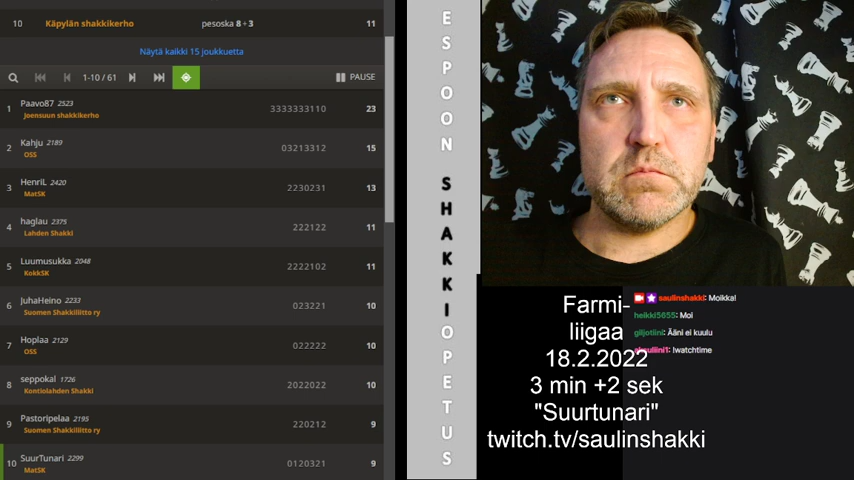 10 Käpylän shakkikerho pesoska 8+3 11
Näytä kaikki 15 joukkuetta
1-10 / 61 PAUSE
1 Paavo87 2523 3333333110 23
Joensuun shakkikerho
2 Kahju 2189 03213312 15
OSS
3 HenriL 2420 2230231 13
MatSK
4 haglau 2375 222122 11
Lahden Shakki
5 Luumusukka 2048 2222102 11
KokkSK
6 JuhaHeino 2233 023221 10
Suomen Shakkiliitto ry
7 Hoplaa 2129 022222 10
OSS
8 seppokal 1726 2022022 10
Kontiolahden Shakki
9 Pastoripelaa 2195 220212 9
Suomen Shakkiliitto ry
10 SuurTunari 2299 0120321 9
MatSK
ESPOON
SHAKKI
OPETUS
Farmi-
liigaa
18.2.2022
3 min +2 sek
"Suurtunari"
twitch.tv/saulinshakki
saulinshakki: Moikka!
heikki5655: Moi
giljotiini: Ääni ei kuulu
: !watchtime